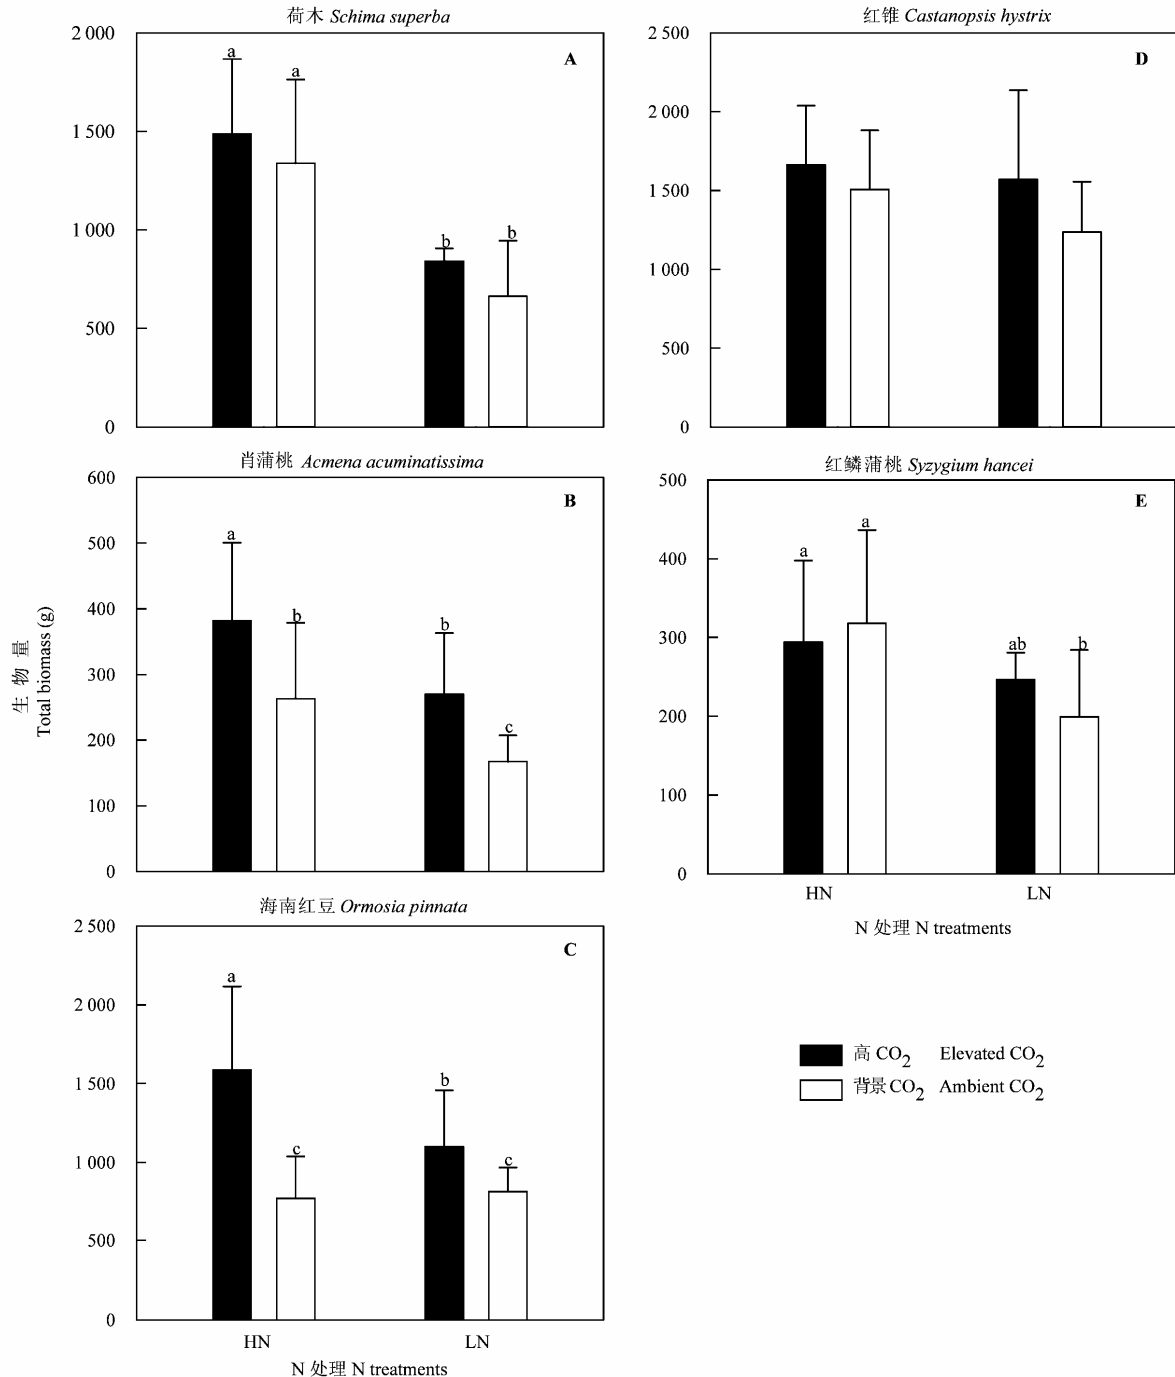 荷木 Schima superba
A
2 000
1 500
1 000
500
0
a
a
b
b
红锥 Castanopsis hystrix
D
2 500
2 000
1 500
1 000
500
0
肖蒲桃 Acmena acuminatissima
B
600
500
400
300
200
100
0
a
b
b
c
生 物 量
Total biomass (g)
红鳞蒲桃 Syzygium hancei
E
500
400
300
200
100
0
a
a
ab
b
HN
LN
N 处理 N treatments
海南红豆 Ormosia pinnata
C
2 500
2 000
1 500
1 000
500
0
a
c
b
c
HN
LN
N 处理 N treatments
高 CO2 Elevated CO2
背景CO2 Ambient CO2